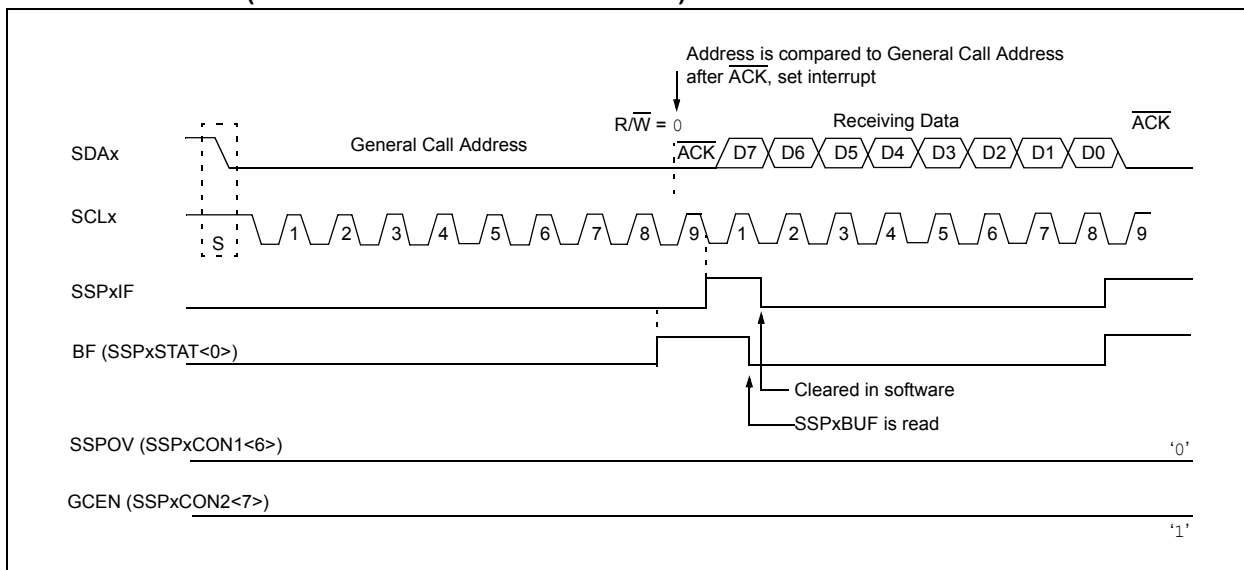 Address is compared to General Call Address
after ACK, set interrupt
R/W = 0
Receiving Data
ACK
SDAx
General Call Address
ACK
D7 D6 D5 D4 D3 D2 D1 D0
SCLx
S
1 2 3 4 5 6 7 8 9 1 2 3 4 5 6 7 8 9
SSPxIF
BF (SSPxSTAT<0>)
Cleared in software
SSPxBUF is read
SSPOV (SSPxCON1<6>)
‘0’
GCEN (SSPxCON2<7>)
‘1’